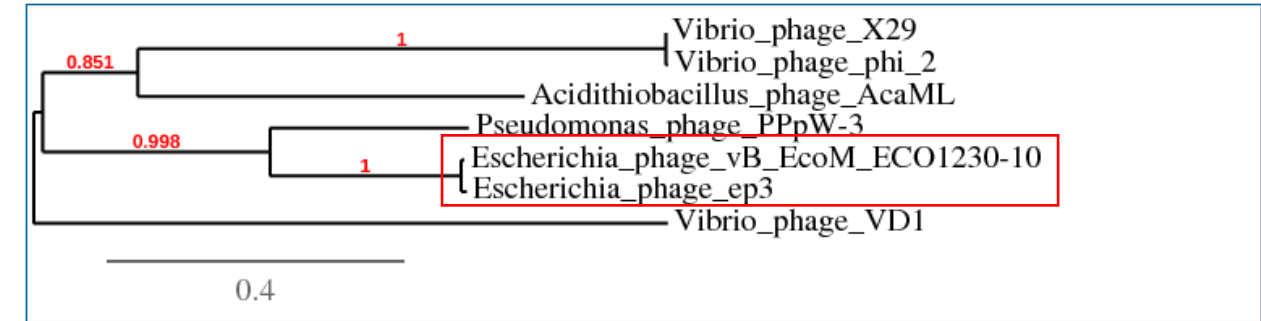 Vibrio_phage_X29
1
0.851
Vibrio_phage_phi_2
Acidithiobacillus_phage_AcaML
Pseudomonas_phage_PPpW-3
0.998
Escherichia_phage_vB_EcoM_ECO1230-10
1
Escherichia_phage_ep3
Vibrio_phage_VD1
0.4